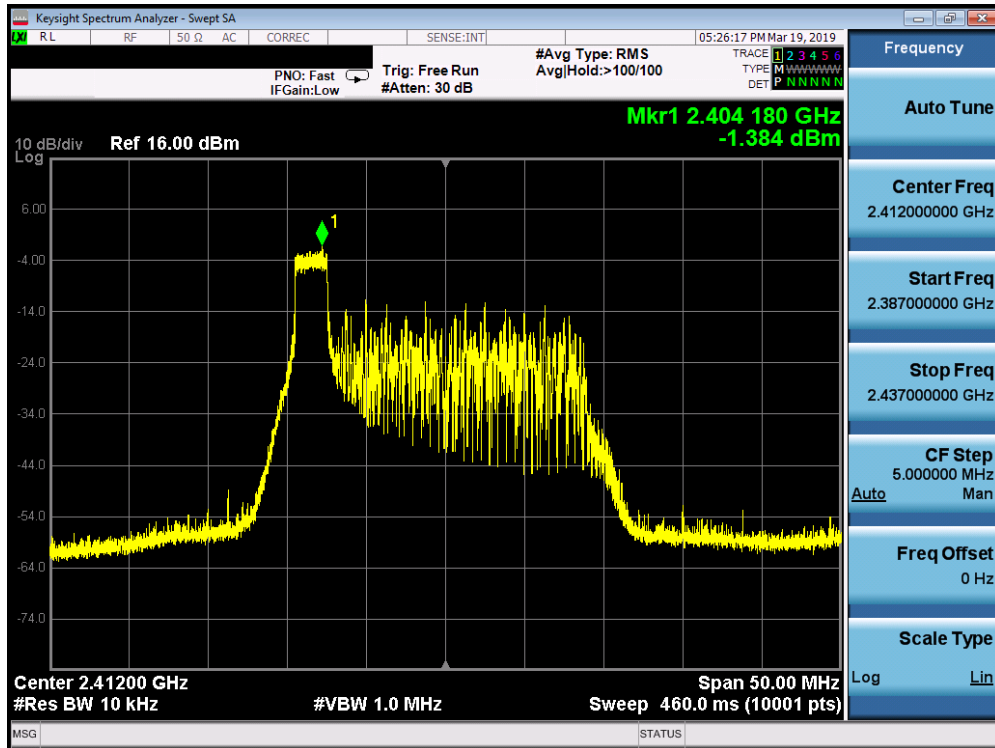 Keysight Spectrum Analyzer - Swept SA
LXI RL RF 50 Ω AC CORREC SENSE:INT 05:26:17 PM Mar 19, 2019
PNO: Fast
IFGain:Low
Trig: Free Run
#Atten: 30 dB
#Avg Type: RMS
Avg|Hold:>100/100
TRACE 1 2 3 4 5 6
TYPE M WWWWW
DET P N N N N N
Mkr1 2.404 180 GHz
-1.384 dBm
10 dB/div Ref 16.00 dBm
Log
1
6.00
-4.00
-14.0
-24.0
-34.0
-44.0
-54.0
-64.0
-74.0
Center 2.41200 GHz Span 50.00 MHz
#Res BW 10 kHz #VBW 1.0 MHz Sweep 460.0 ms (10001 pts)
MSG STATUS
Frequency
Auto Tune
Center Freq
2.412000000 GHz
Start Freq
2.387000000 GHz
Stop Freq
2.437000000 GHz
CF Step
5.000000 MHz
Auto Man
Freq Offset
0 Hz
Scale Type
Log Lin